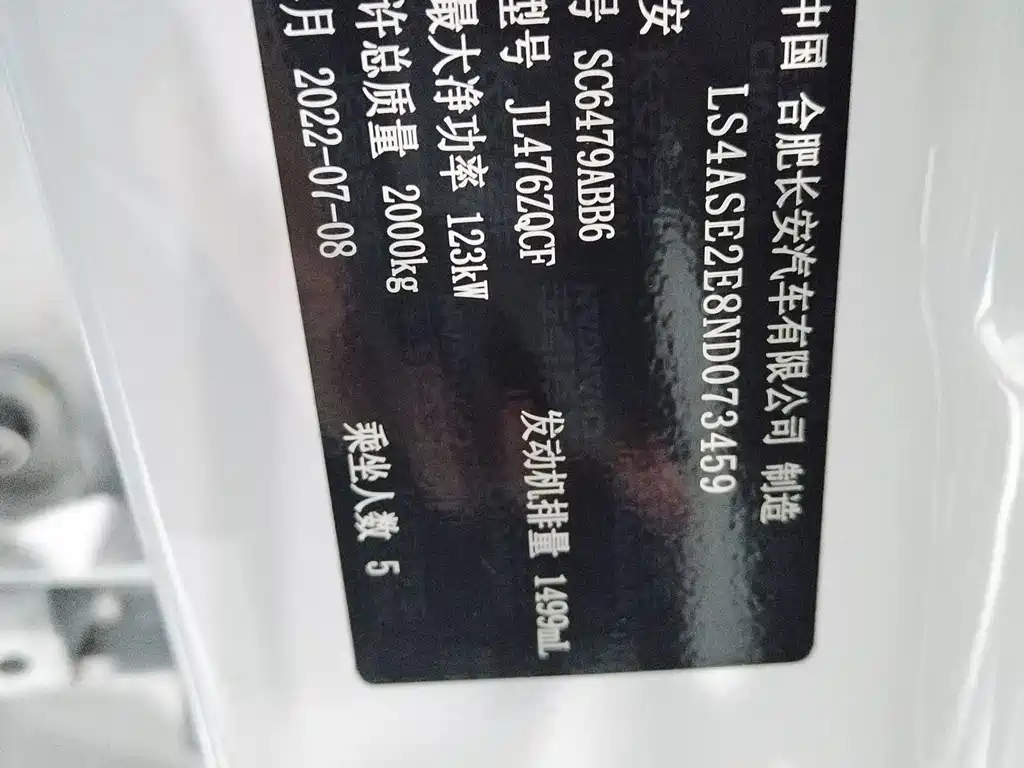 中国 合肥长安汽车有限公司 制造
LS4ASE2E8ND073459
安
号 SC6479ABB6
型号 JL476ZQCF 发动机排量 1499mL
最大净功率 123kW
许总质量 2000kg 乘坐人数 5
月 2022-07-08